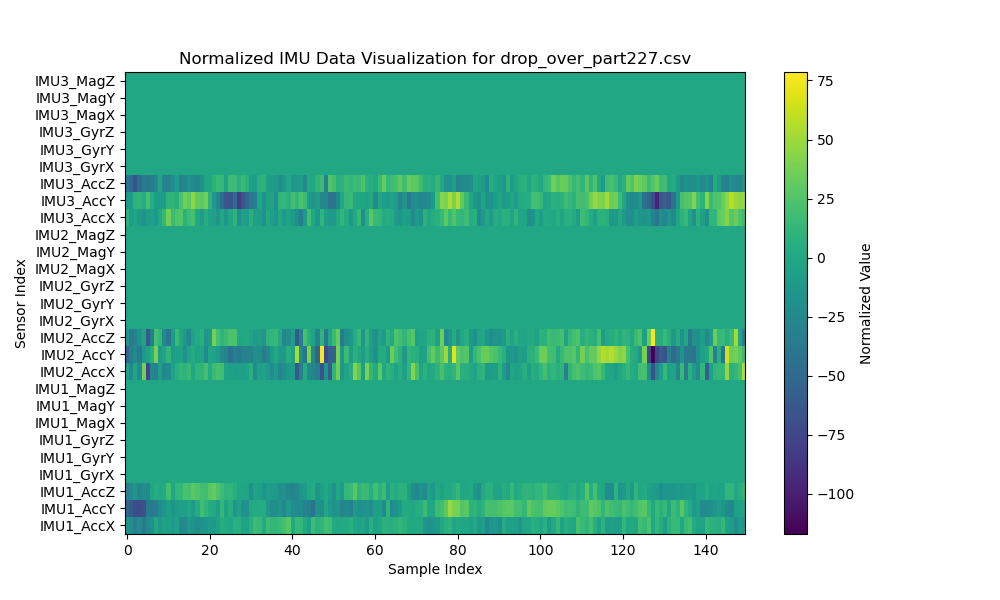 Normalized IMU Data Visualization for drop_over_part227.csv
IMU3_MagZ
IMU3_MagY
IMU3_MagX
IMU3_GyrZ
IMU3_GyrY
IMU3_GyrX
IMU3_AccZ
IMU3_AccY
IMU3_AccX
IMU2_MagZ
IMU2_MagY
IMU2_MagX
IMU2_GyrZ
IMU2_GyrY
IMU2_GyrX
IMU2_AccZ
IMU2_AccY
IMU2_AccX
IMU1_MagZ
IMU1_MagY
IMU1_MagX
IMU1_GyrZ
IMU1_GyrY
IMU1_GyrX
IMU1_AccZ
IMU1_AccY
IMU1_AccX
Sensor Index
0 20 40 60 80 100 120 140
Sample Index
75
50
25
0
−25
−50
−75
−100
Normalized Value